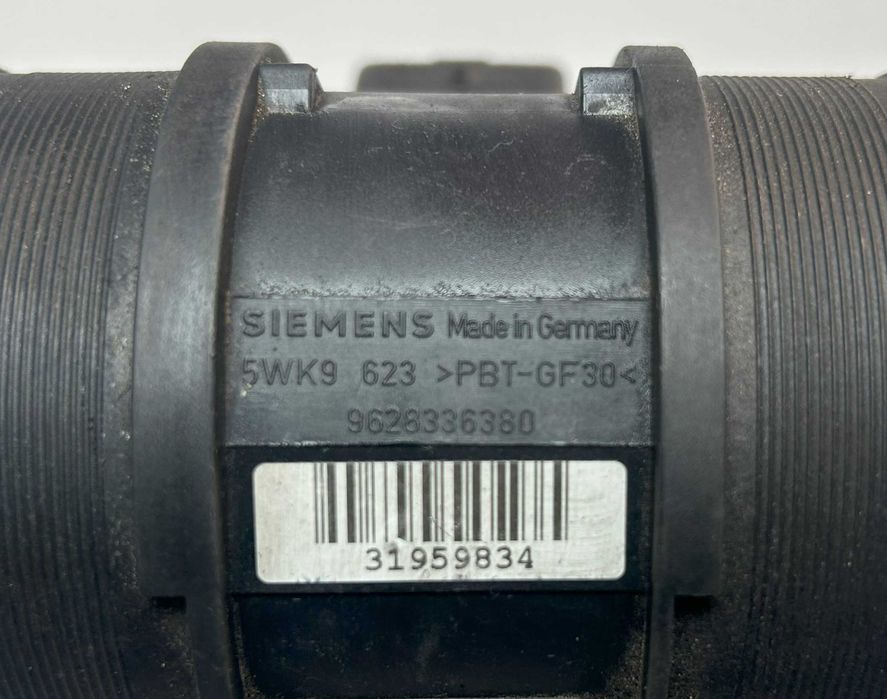 SIEMENS Made in Germany
5WK9 623 >PBT-GF30<
9628336380
31959834